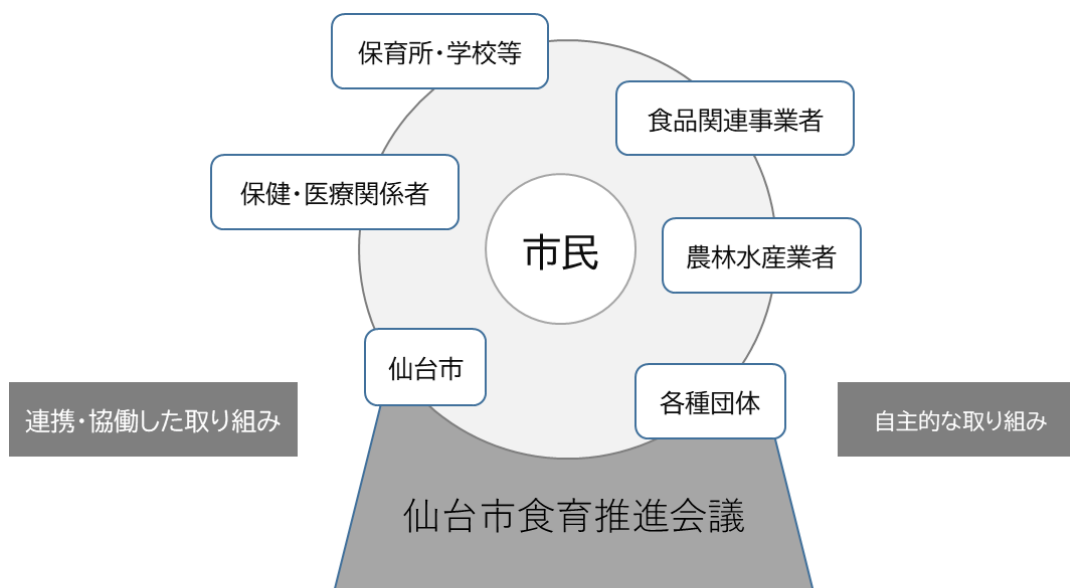 保育所・学校等
食品関連事業者
保健・医療関係者
市民
農林水産業者
仙台市
各種団体
連携・協働した取り組み
自主的な取り組み
仙台市食育推進会議